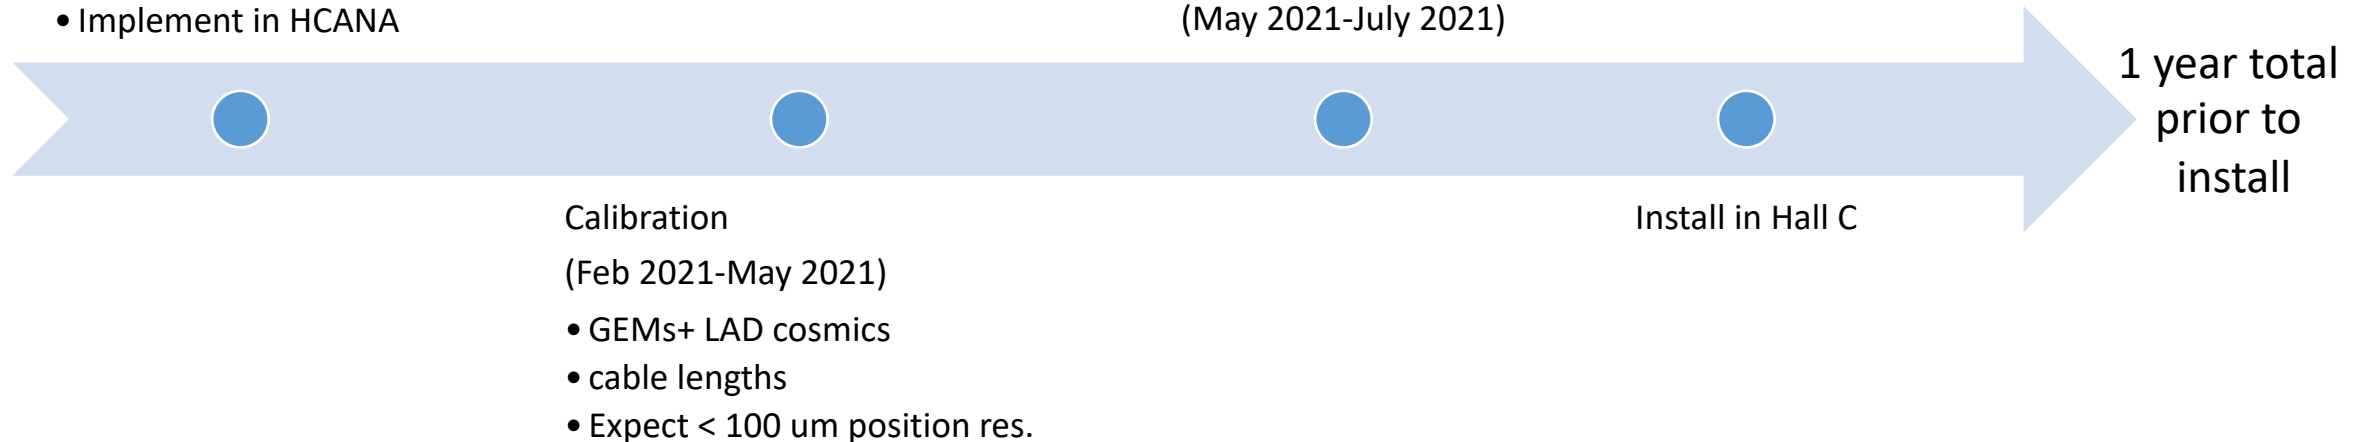 • Implement in HCANA
(May 2021-July 2021)
1 year total
prior to
install
Calibration
(Feb 2021-May 2021)
• GEMs+ LAD cosmics
• cable lengths
• Expect < 100 um position res.
Install in Hall C